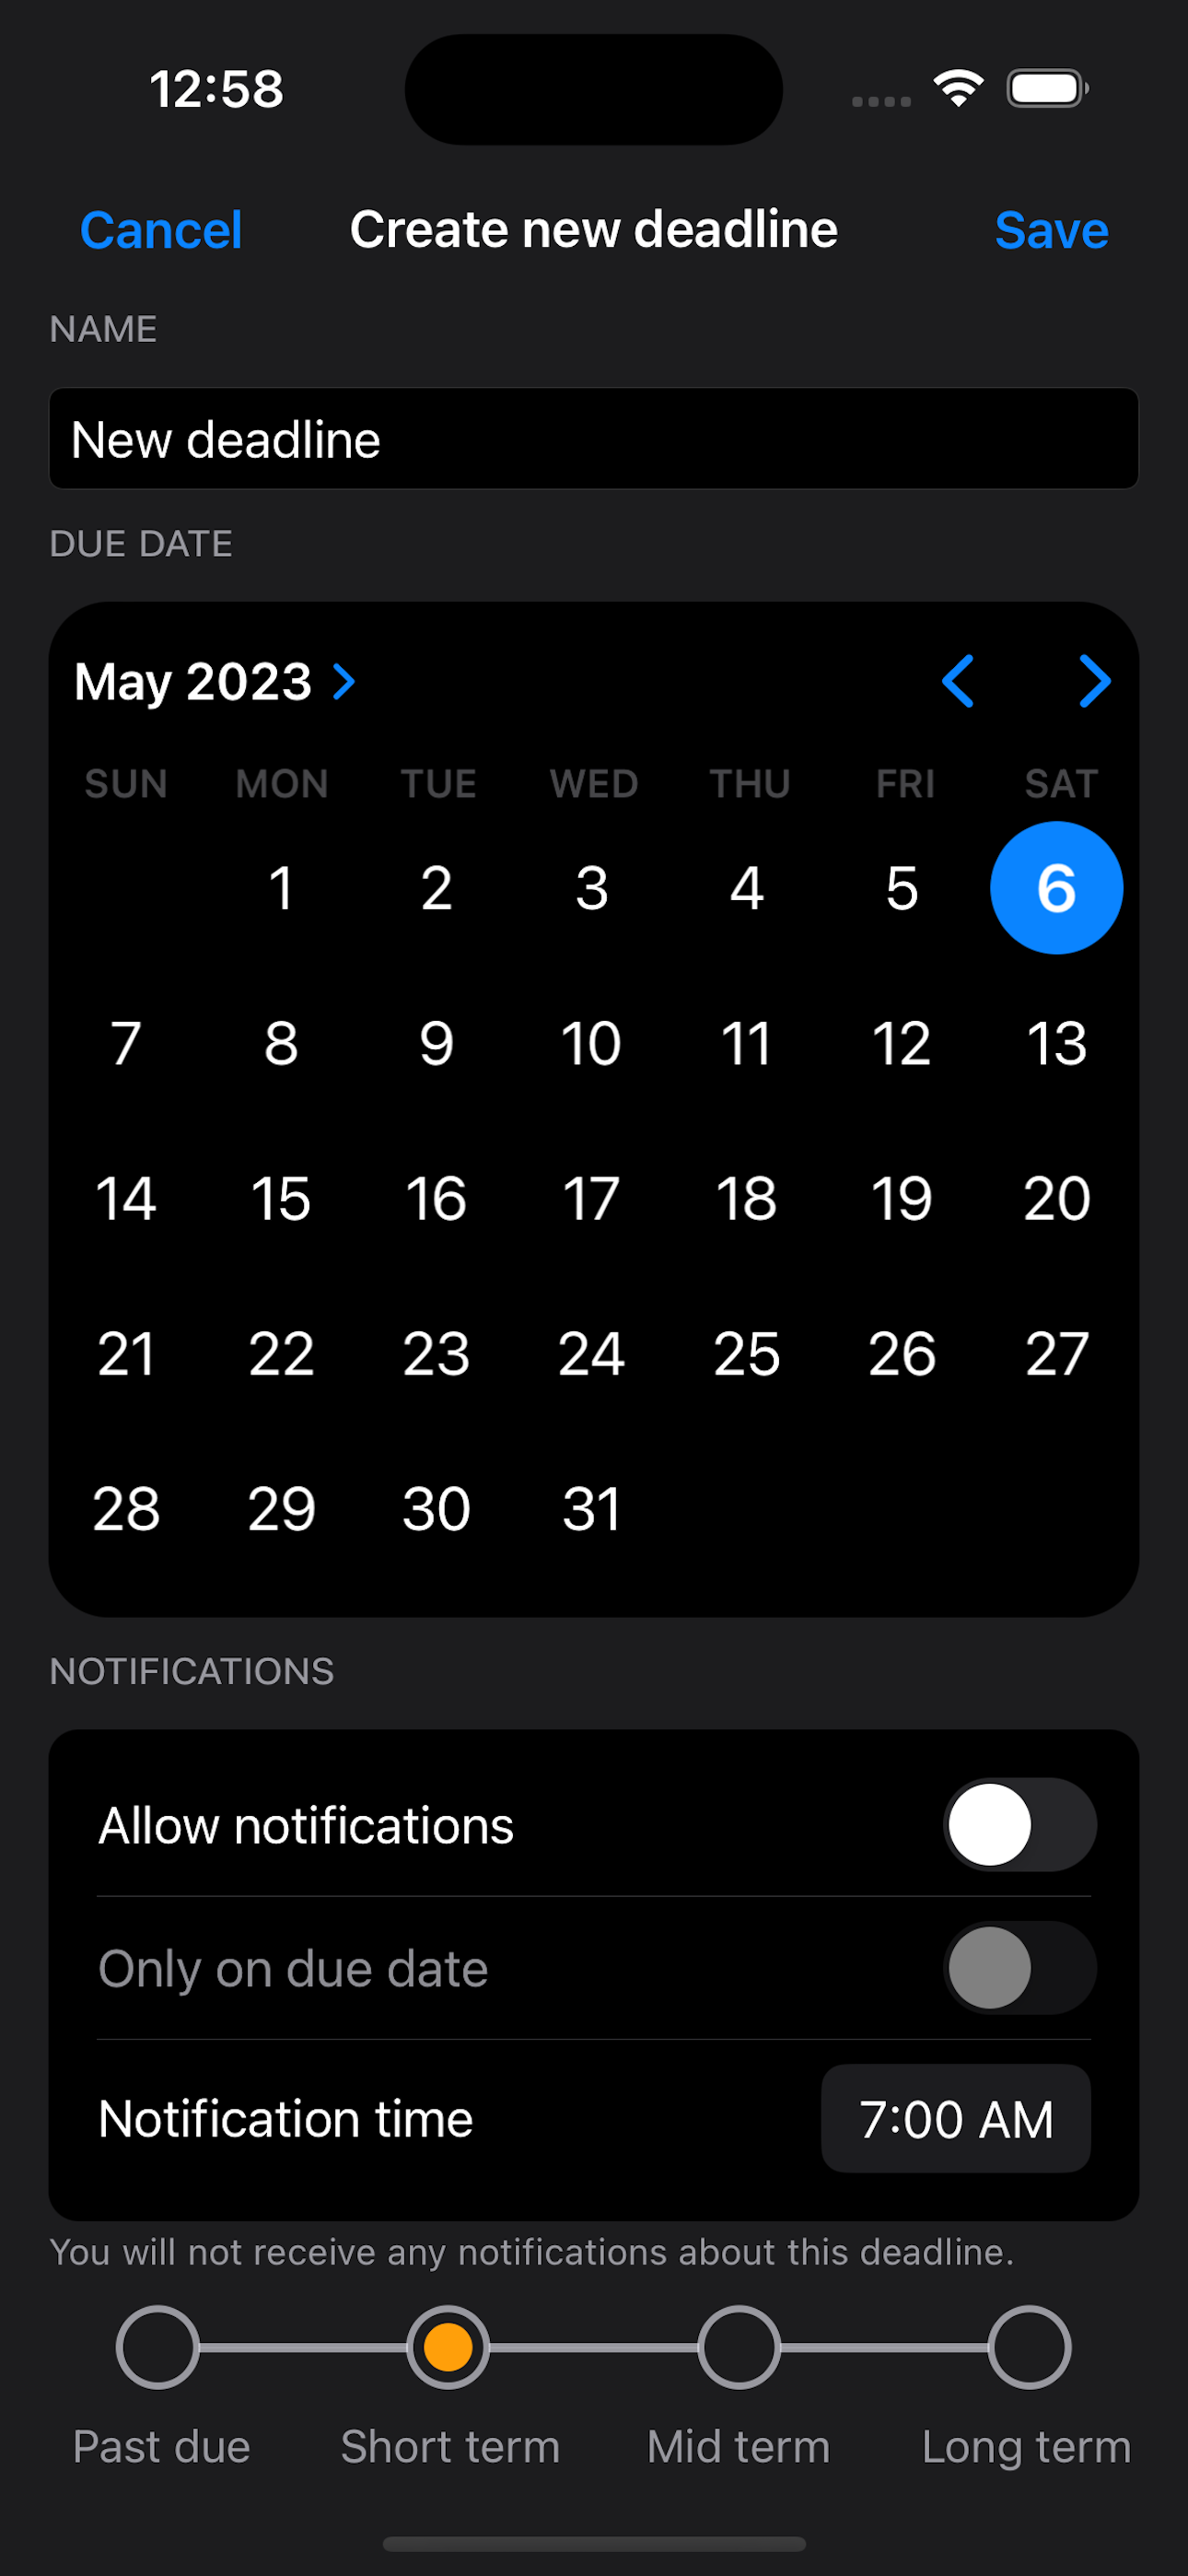 12:58
Cancel Create new deadline Save
NAME
New deadline
DUE DATE
May 2023
SUN MON TUE WED THU FRI SAT
1 2 3 4 5 6
7 8 9 10 11 12 13
14 15 16 17 18 19 20
21 22 23 24 25 26 27
28 29 30 31
NOTIFICATIONS
Allow notifications
Only on due date
Notification time 7:00 AM
You will not receive any notifications about this deadline.
Past due Short term Mid term Long term